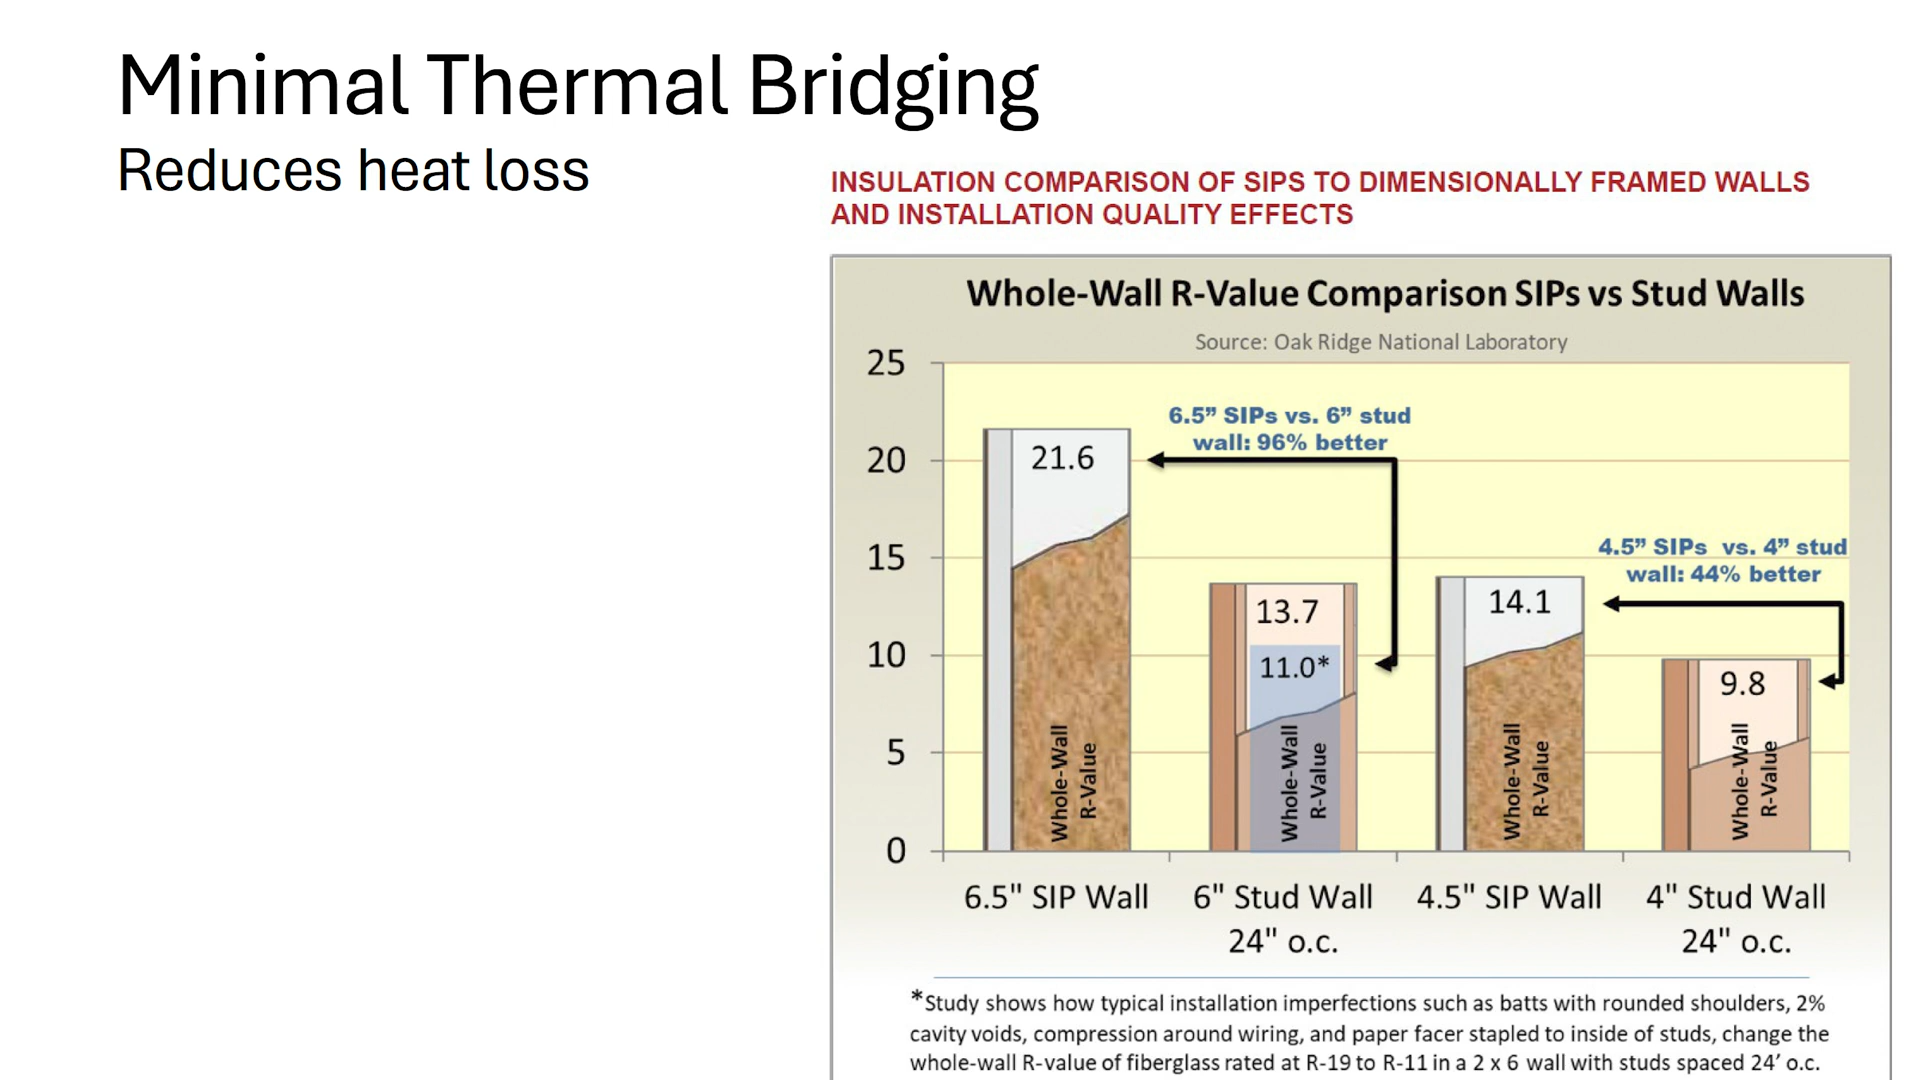 Minimal Thermal Bridging
Reduces heat loss
INSULATION COMPARISON OF SIPS TO DIMENSIONALLY FRAMED WALLS
AND INSTALLATION QUALITY EFFECTS
Whole-Wall R-Value Comparison SIPs vs Stud Walls
Source: Oak Ridge National Laboratory
25
20
15
10
5
0
6.5” SIPs vs. 6” stud
wall: 96% better
4.5” SIPs vs. 4” stud
wall: 44% better
21.6
13.7
11.0*
14.1
9.8
Whole-Wall
R-Value
Whole-Wall
R-Value
Whole-Wall
R-Value
Whole-Wall
R-Value
6.5" SIP Wall
6" Stud Wall
24" o.c.
4.5" SIP Wall
4" Stud Wall
24" o.c.
*Study shows how typical installation imperfections such as batts with rounded shoulders, 2%
cavity voids, compression around wiring, and paper facer stapled to inside of studs, change the
whole-wall R-value of fiberglass rated at R-19 to R-11 in a 2 x 6 wall with studs spaced 24’ o.c.